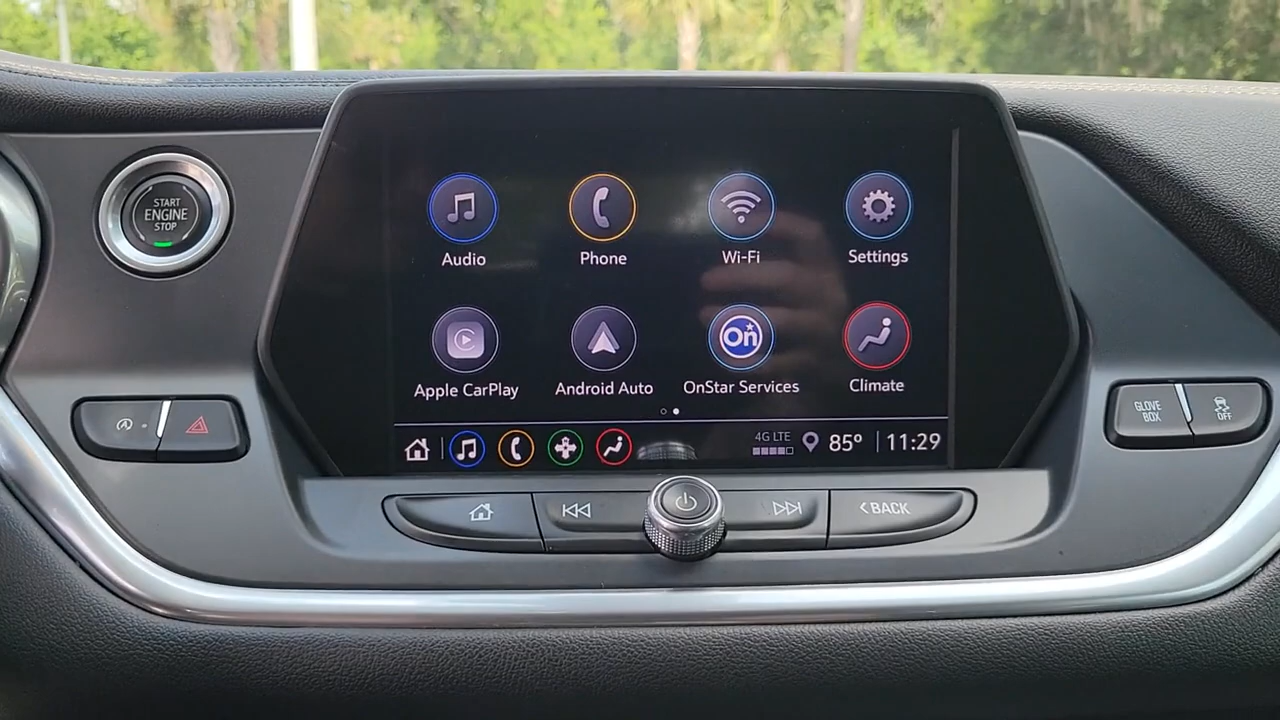 START
ENGINE
STOP
Audio
Phone
Wi-Fi
Settings
On
Apple CarPlay
Android Auto
OnStar Services
Climate
4G LTE
85°
11:29
A
GLOVE
BOX
OFF
BACK